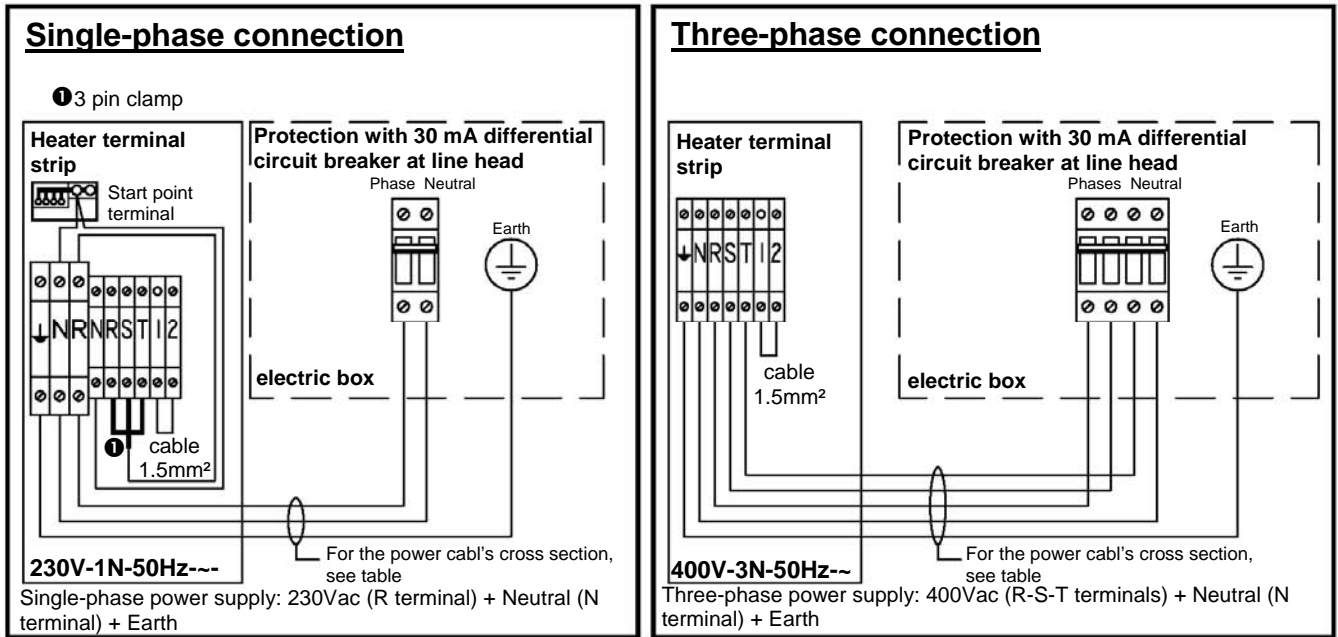 Single-phase connection
❶3 pin clamp
Heater terminal
strip
Start point
terminal
⏚ N R N R S T 1 2
❶
cable
1.5mm²
230V-1N-50Hz-~-
Protection with 30 mA differential
circuit breaker at line head
Phase Neutral
Earth
electric box
For the power cabl's cross section,
see table
Single-phase power supply: 230Vac (R terminal) + Neutral (N
terminal) + Earth
Three-phase connection
Heater terminal
strip
⏚ N R S T 1 2
cable
1.5mm²
400V-3N-50Hz-~
Protection with 30 mA differential
circuit breaker at line head
Phases Neutral
Earth
electric box
For the power cabl's cross section,
see table
Three-phase power supply: 400Vac (R-S-T terminals) + Neutral (N
terminal) + Earth